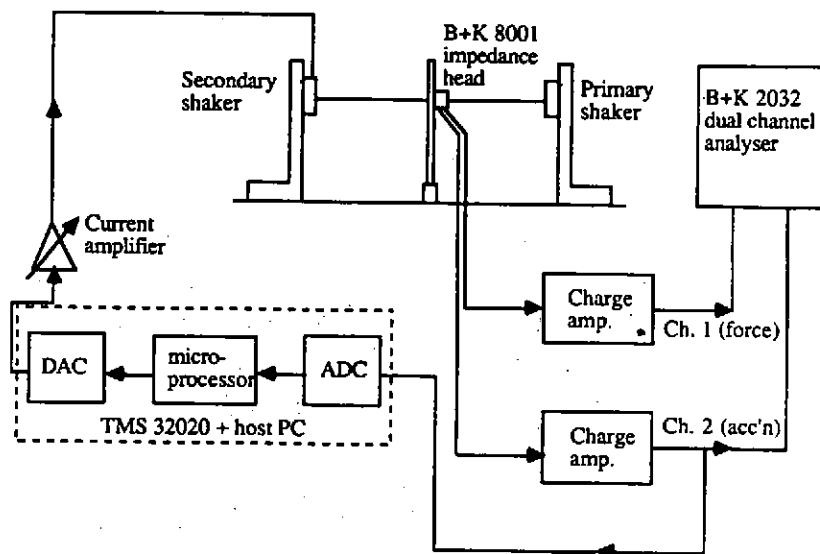 B+K 8001
impedance
head
Secondary
shaker
Primary
shaker
B+K 2032
dual channel
analyser
Current
amplifier
Charge
amp.
Ch. 1 (force)
DAC
micro-
processor
ADC
TMS 32020 + host PC
Charge
amp.
Ch. 2 (acc'n)